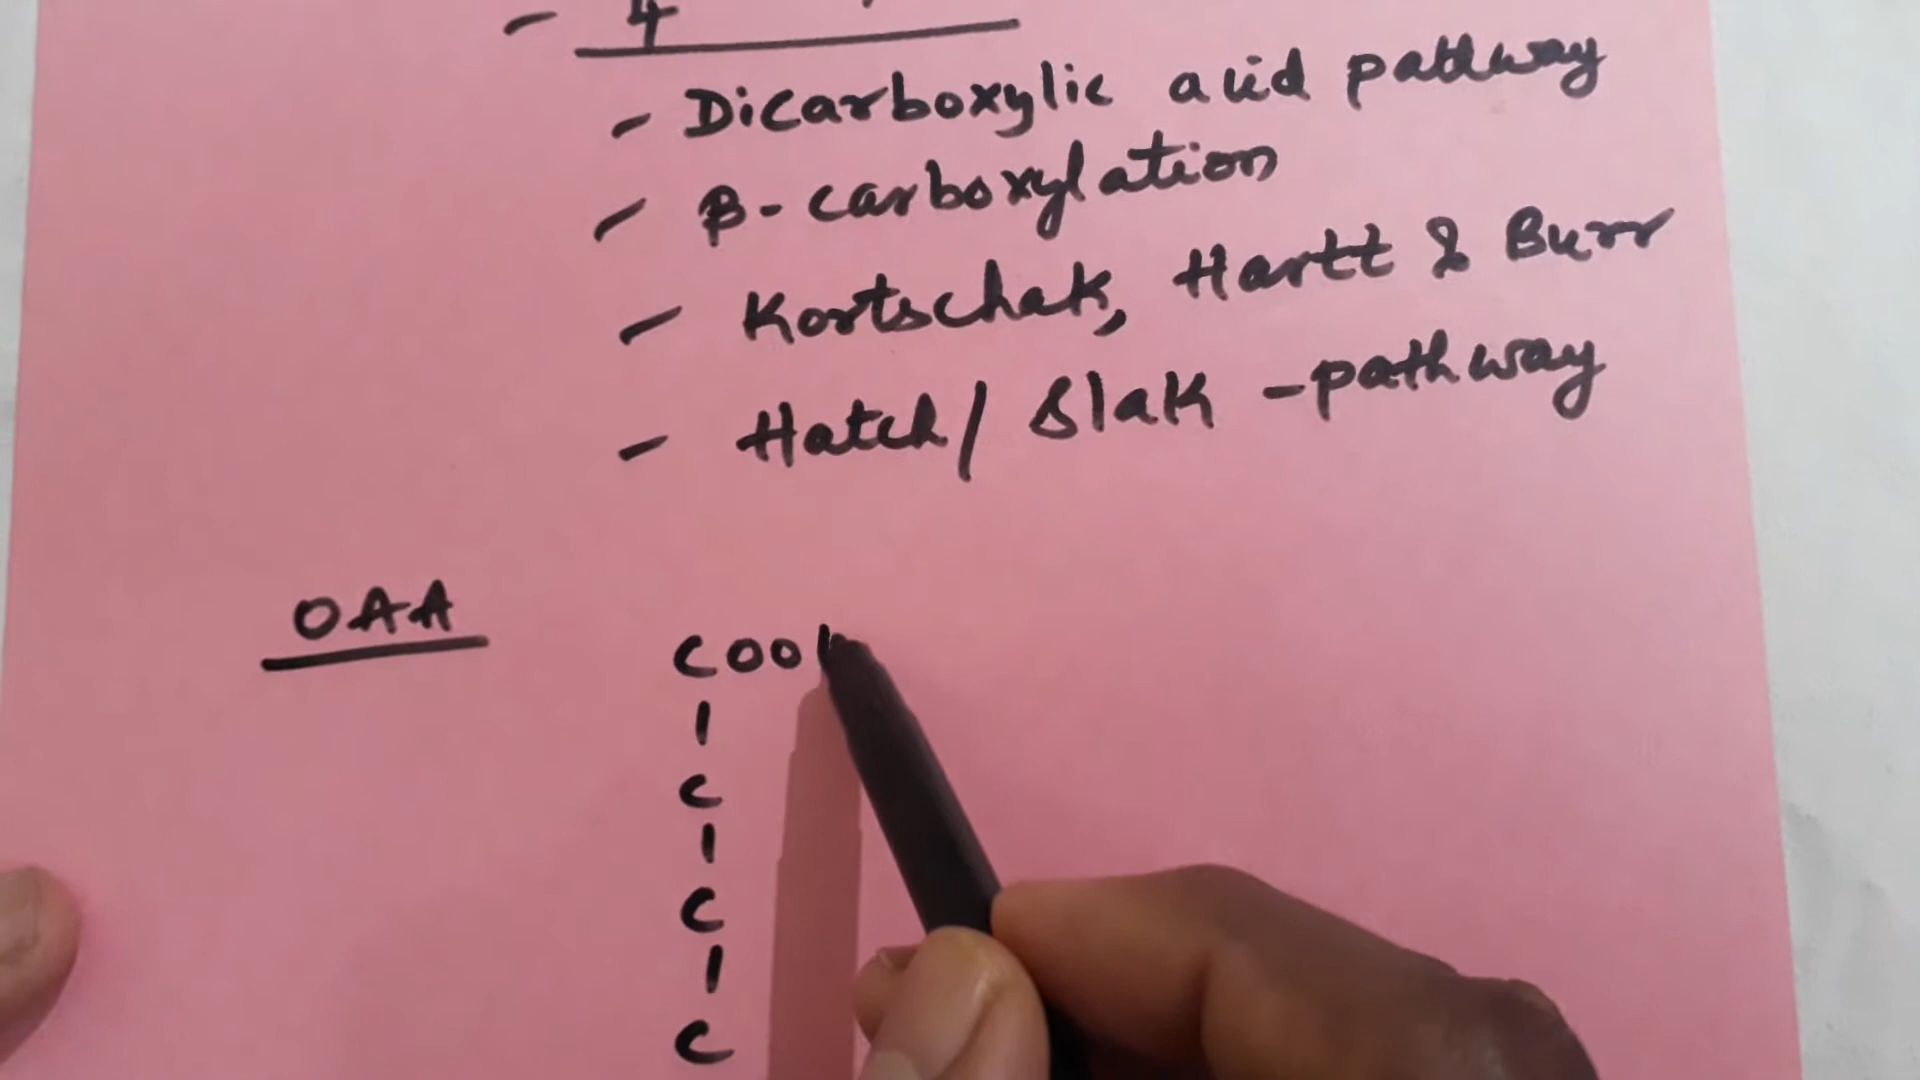 - 4
- Dicarboxylic acid pathway
- β-carboxylation
- Kortschak, Hartt & Burr
- Hatch/ Slak -pathway
OAA
COO
|
C
|
C
|
C